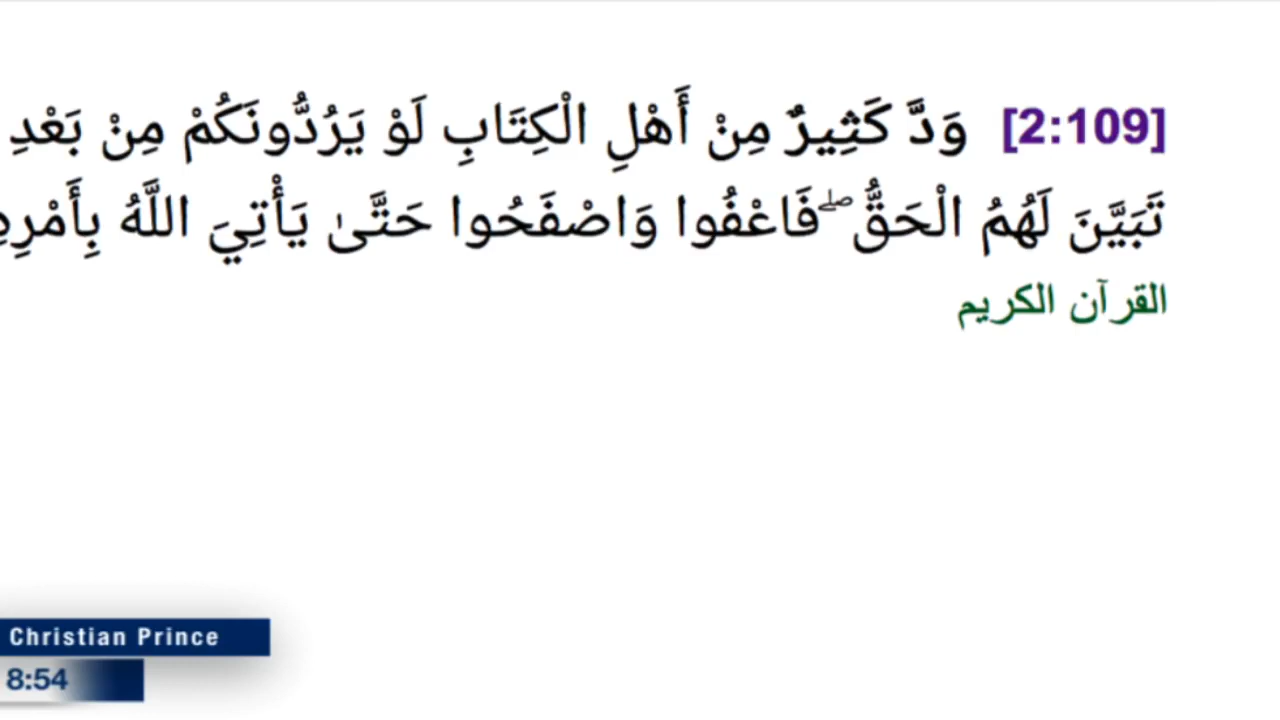 [2:109] وَدَّ كَثِيرٌ مِنْ أَهْلِ الْكِتَابِ لَوْ يَرُدُّونَكُمْ مِنْ بَعْدِ
تَبَيَّنَ لَهُمُ الْحَقُّ ۖ فَاعْفُوا وَاصْفَحُوا حَتَّىٰ يَأْتِيَ اللَّهُ بِأَمْرِهِ
القرآن الكريم
Christian Prince
8:54